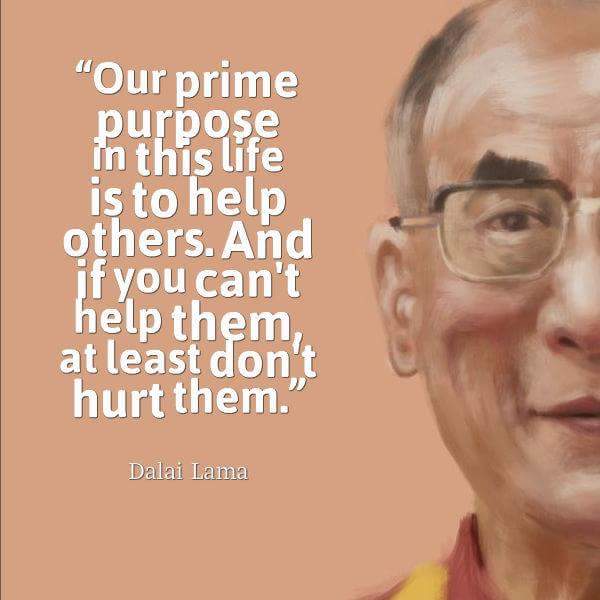 “Our prime
purpose
in this life
is to help
others. And
if you can't
help them,
at least don't
hurt them.”
Dalai Lama